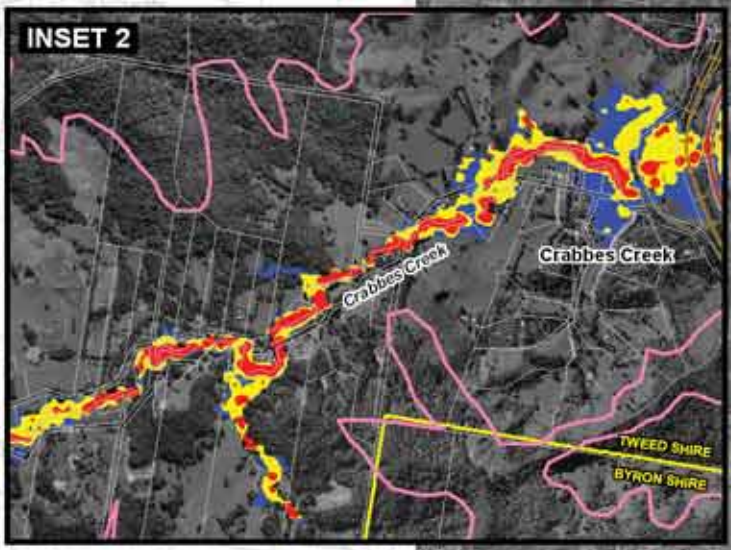 INSET 2
Crabbes Creek
Crabbes Creek
TWEED SHIRE
BYRON SHIRE